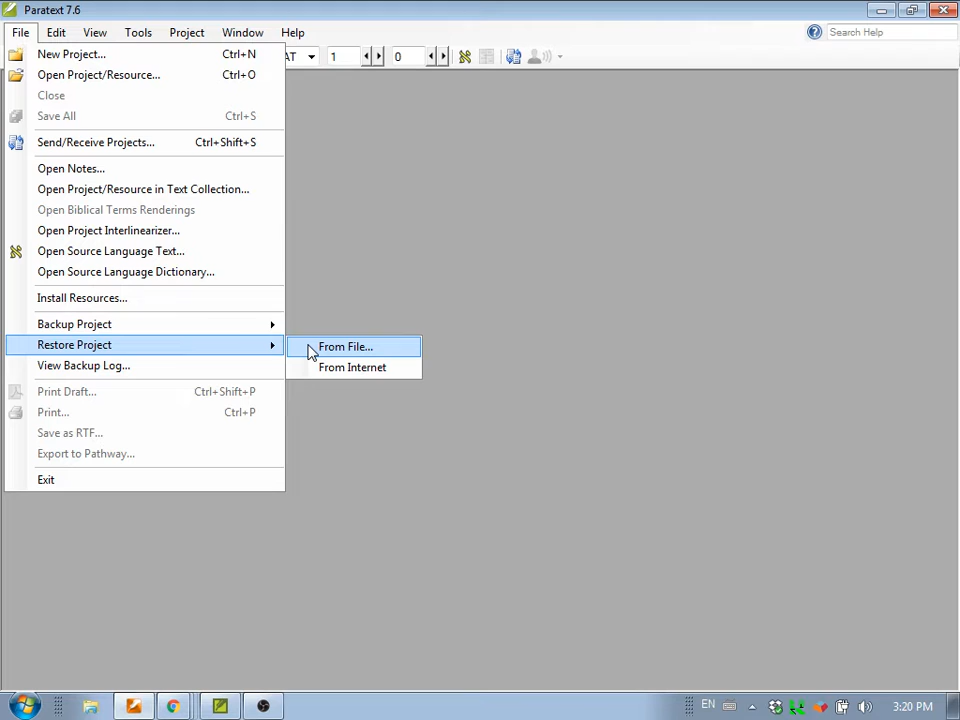 Paratext 7.6
File Edit View Tools Project Window Help
Search Help
New Project... Ctrl+N
AT 1 0
Open Project/Resource... Ctrl+O
Close
Save All Ctrl+S
Send/Receive Projects... Ctrl+Shift+S
Open Notes...
Open Project/Resource in Text Collection...
Open Biblical Terms Renderings
Open Project Interlinearizer...
Open Source Language Text...
Open Source Language Dictionary...
Install Resources...
Backup Project
Restore Project
From File...
From Internet
View Backup Log...
Print Draft... Ctrl+Shift+P
Print... Ctrl+P
Save as RTF...
Export to Pathway...
Exit
EN
3:20 PM